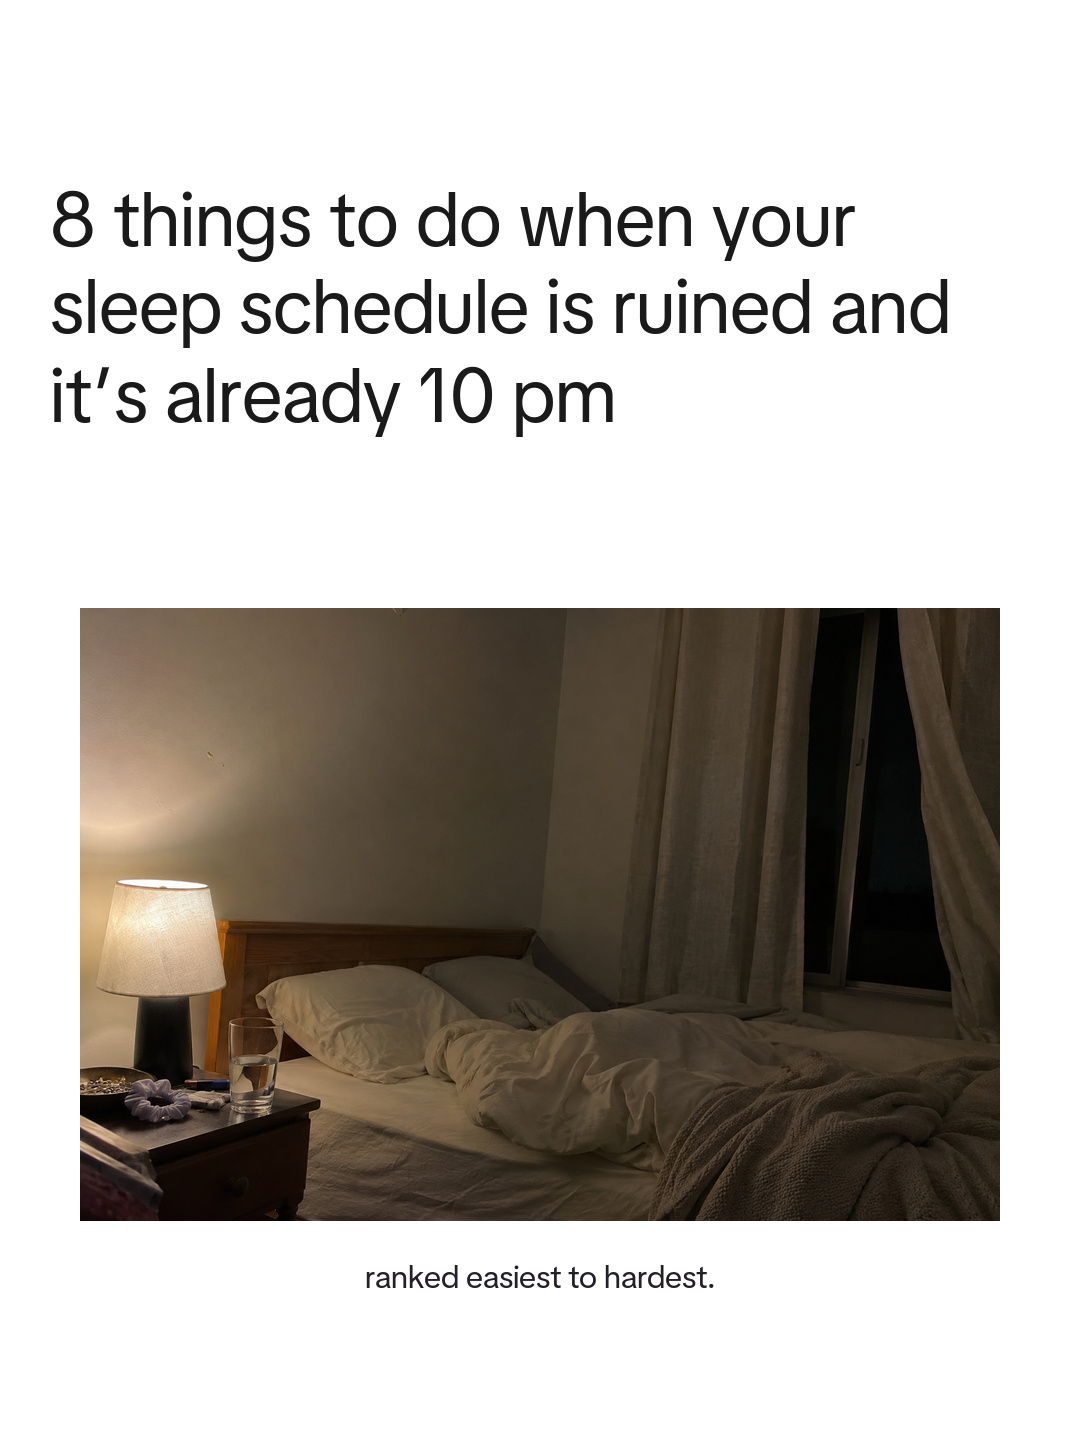 8 things to do when your
sleep schedule is ruined and
it’s already 10 pm
ranked easiest to hardest.